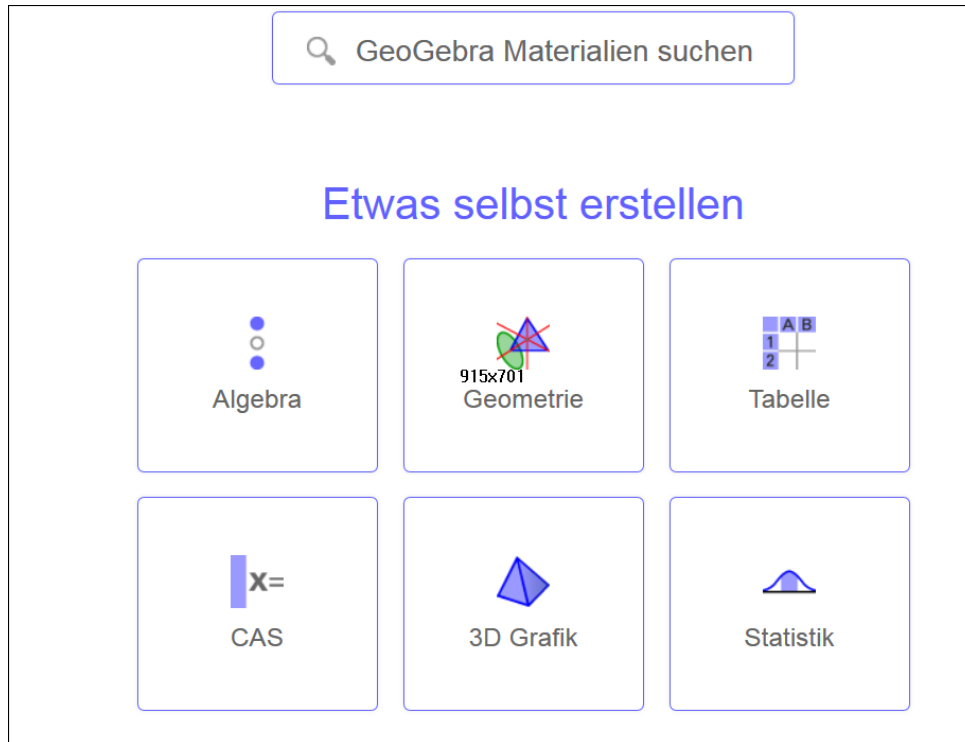 GeoGebra Materialien suchen
Etwas selbst erstellen
A B
1
2
915x701
Algebra
Geometrie
Tabelle
x=
CAS
3D Grafik
Statistik